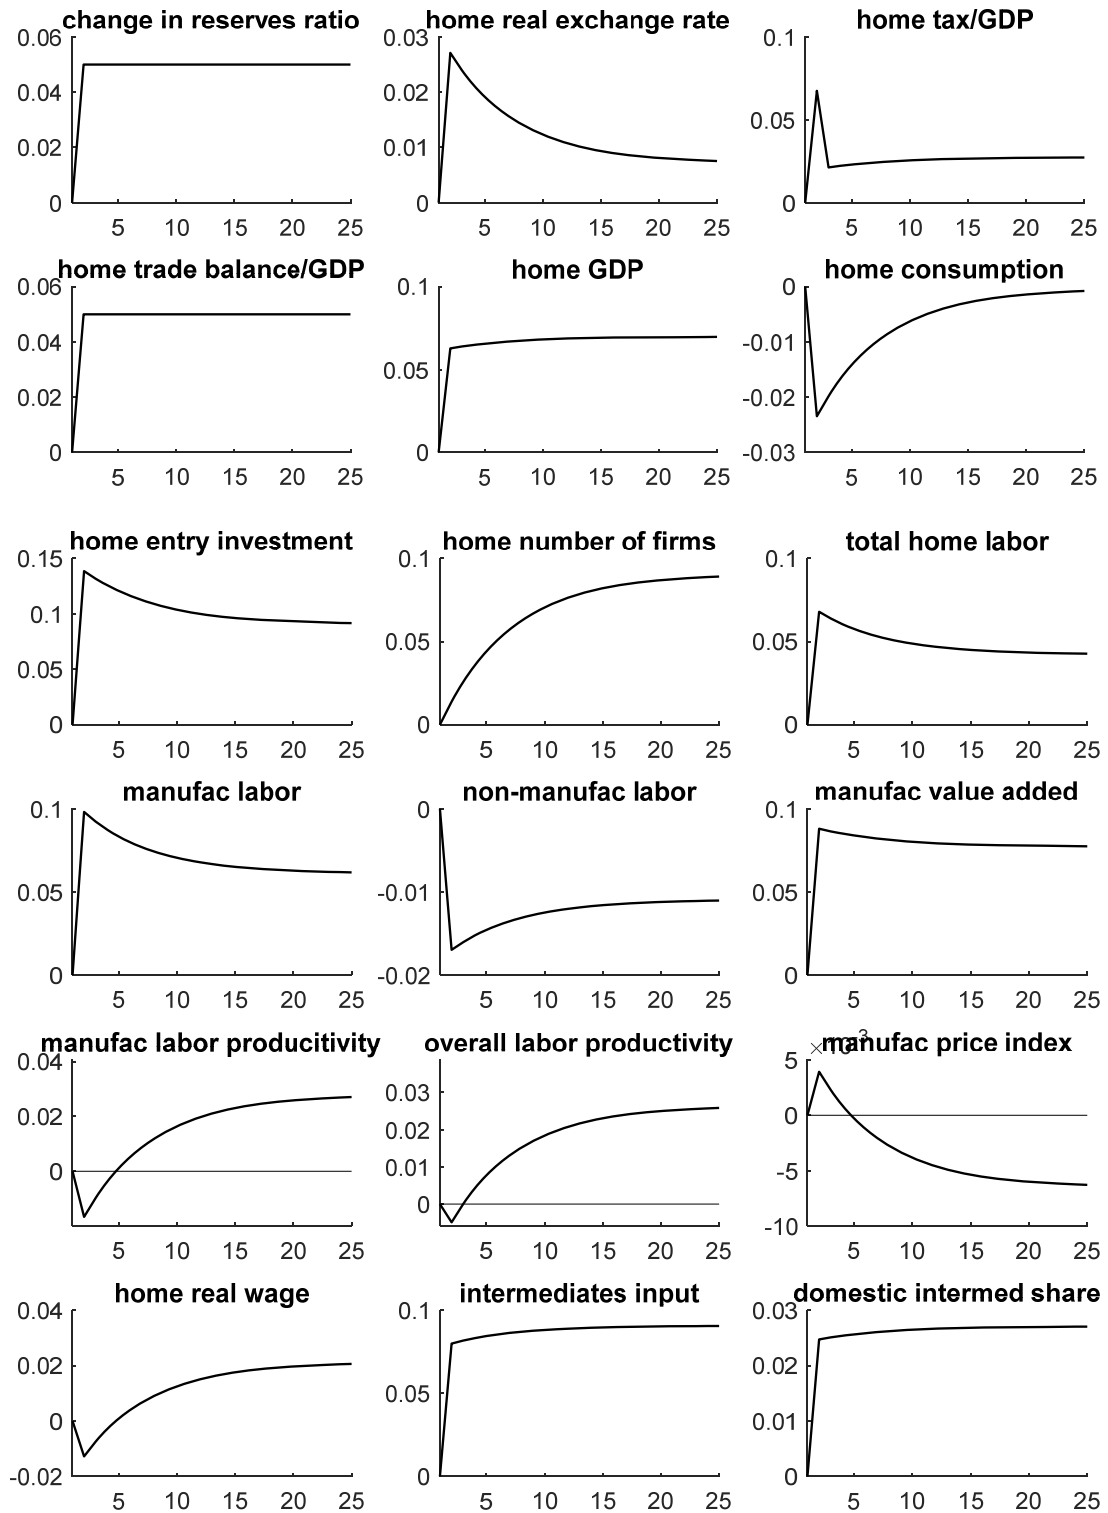 change in reserves ratio
home real exchange rate
home tax/GDP
0.06
0.04
0.02
0
5 10 15 20 25
0.03
0.02
0.01
0
5 10 15 20 25
0.1
0.05
0
5 10 15 20 25
home trade balance/GDP
home GDP
home consumption
0.06
0.04
0.02
0
5 10 15 20 25
0.1
0.05
0
5 10 15 20 25
0
-0.01
-0.02
-0.03
5 10 15 20 25
home entry investment
home number of firms
total home labor
0.15
0.1
0.05
0
5 10 15 20 25
0.1
0.05
0
5 10 15 20 25
0.1
0.05
0
5 10 15 20 25
manufac labor
non-manufac labor
manufac value added
0.1
0.05
0
5 10 15 20 25
0
-0.01
-0.02
5 10 15 20 25
0.1
0.05
0
5 10 15 20 25
manufac labor producitivity
overall labor productivity
manufac price index
0.04
0.02
0
5 10 15 20 25
0.03
0.02
0.01
0
5 10 15 20 25
×10-3
5
0
-5
-10
5 10 15 20 25
home real wage
intermediates input
domestic intermed share
0.04
0.02
0
-0.02
5 10 15 20 25
0.1
0.05
0
5 10 15 20 25
0.03
0.02
0.01
0
5 10 15 20 25